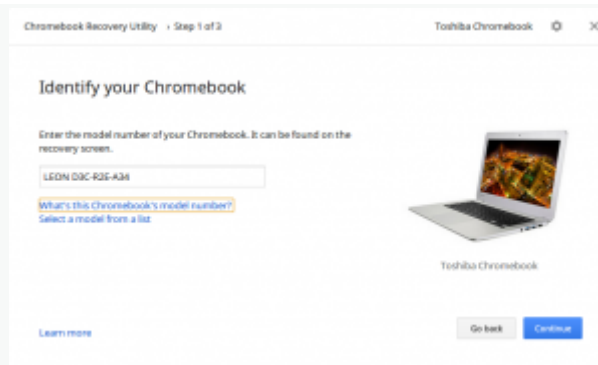 Chromebook Recovery Utility › Step 1 of 3
Toshiba Chromebook
Identify your Chromebook
Enter the model number of your Chromebook. It can be found on the
recovery screen.
LEON D3C-R2E-A34
What's this Chromebook's model number?
Select a model from a list
Toshiba Chromebook
Learn more
Go back
Continue